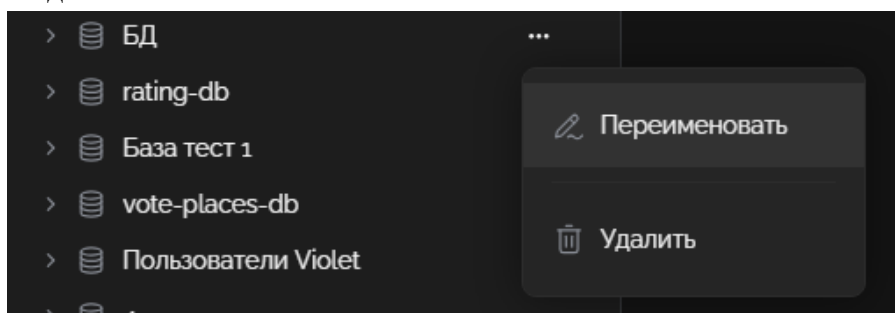 БД
rating-db
Переименовать
База тест 1
vote-places-db
Удалить
Пользователи Violet